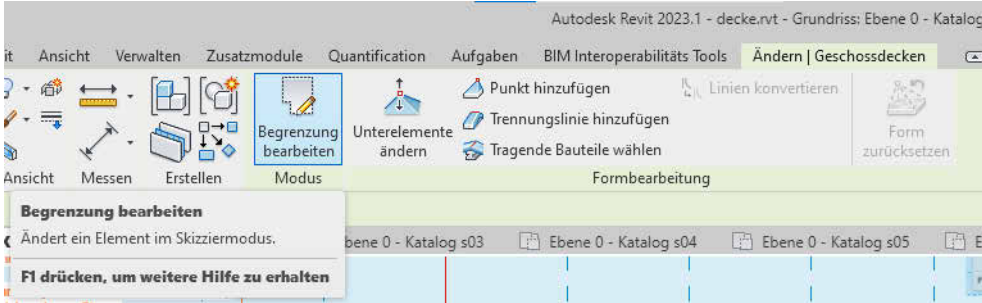 Autodesk Revit 2023.1 - decke.rvt - Grundriss: Ebene 0 - Katalog
it Ansicht Verwalten Zusatzmodule Quantification Aufgaben BIM Interoperabilitäts Tools Ändern | Geschossdecken
Begrenzung bearbeiten
Unterelemente ändern
Punkt hinzufügen
Trennungslinie hinzufügen
Tragende Bauteile wählen
Linien konvertieren
Form zurücksetzen
Ansicht Messen Erstellen Modus Formbearbeitung
Begrenzung bearbeiten
Ändert ein Element im Skizziermodus.
F1 drücken, um weitere Hilfe zu erhalten
bene 0 - Katalog s03 Ebene 0 - Katalog s04 Ebene 0 - Katalog s05 E